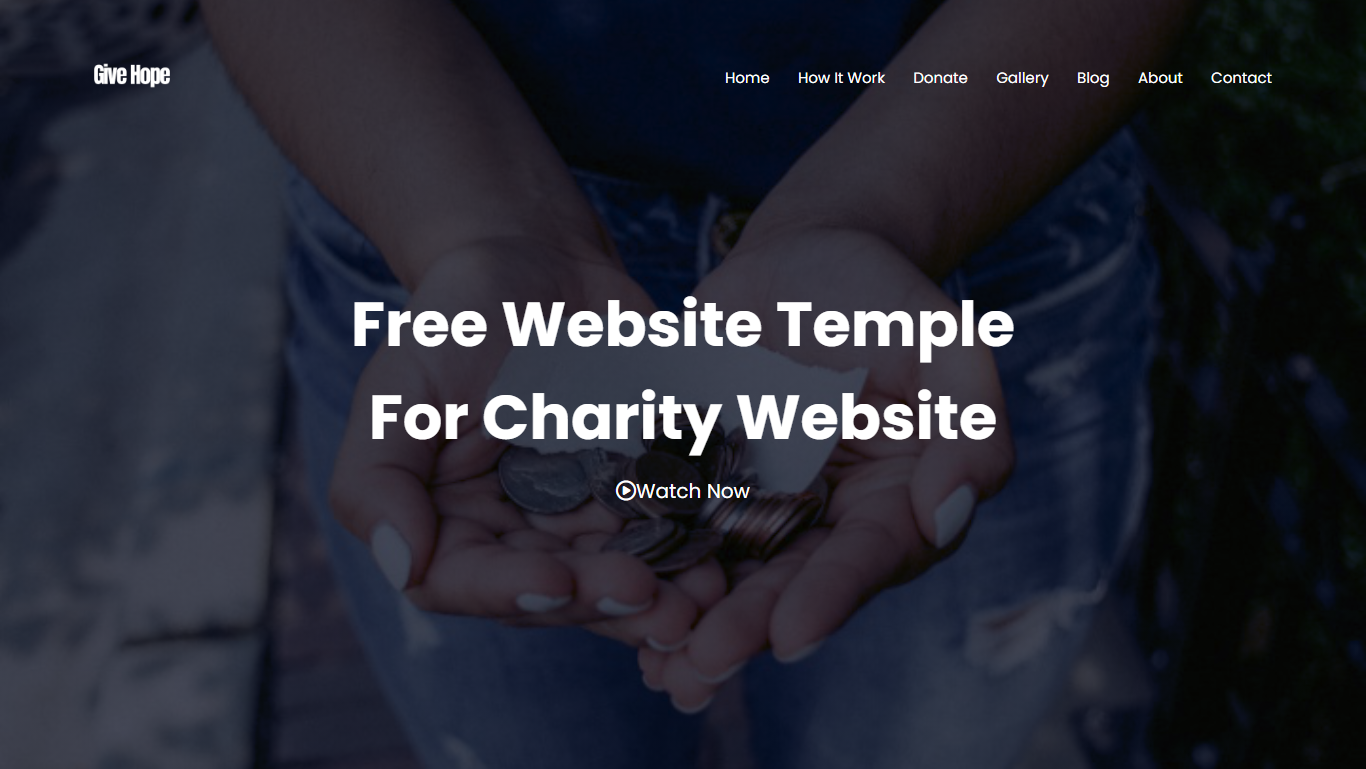 Give Hope
Home How It Work Donate Gallery Blog About Contact
Free Website Temple
For Charity Website
Watch Now